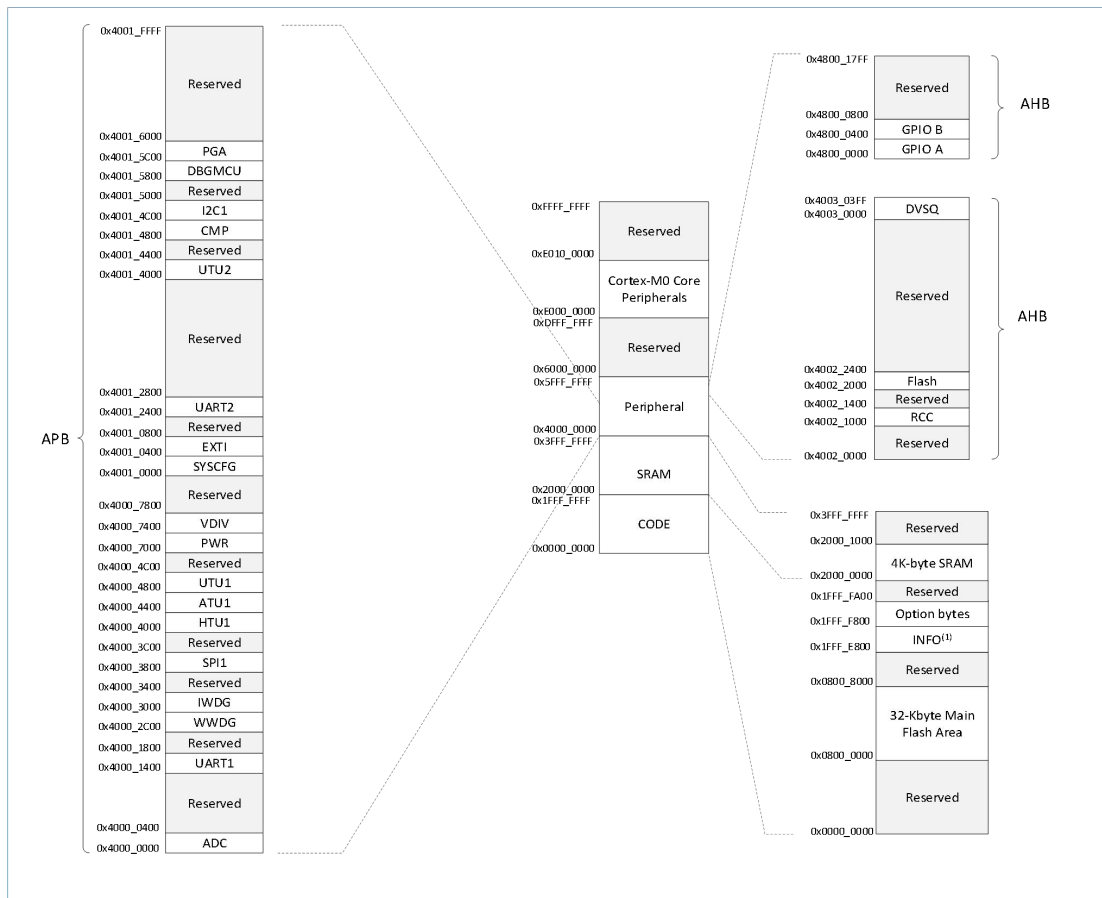 APB
0x4001_FFFF
Reserved
0x4001_6000
PGA
0x4001_5C00
DBGMCU
0x4001_5800
Reserved
0x4001_5000
I2C1
0x4001_4C00
CMP
0x4001_4800
Reserved
0x4001_4400
UTU2
0x4001_4000
Reserved
0x4001_2800
UART2
0x4001_2400
Reserved
0x4001_0800
EXTI
0x4001_0400
SYSCFG
0x4001_0000
Reserved
0x4000_7800
VDIV
0x4000_7400
PWR
0x4000_7000
Reserved
0x4000_4C00
UTU1
0x4000_4800
ATU1
0x4000_4400
HTU1
0x4000_4000
Reserved
0x4000_3C00
SPI1
0x4000_3800
Reserved
0x4000_3400
IWDG
0x4000_3000
WWDG
0x4000_2C00
Reserved
0x4000_1800
UART1
0x4000_1400
Reserved
0x4000_0400
ADC
0x4000_0000
0xFFFF_FFFF
Reserved
0xE010_0000
Cortex-M0 Core
Peripherals
0xE000_0000
0xDFFF_FFFF
Reserved
0x6000_0000
0x5FFF_FFFF
Peripheral
0x4000_0000
0x3FFF_FFFF
SRAM
0x2000_0000
0x1FFF_FFFF
CODE
0x0000_0000
0x4800_17FF
Reserved
0x4800_0800
GPIO B
0x4800_0400
GPIO A
0x4800_0000
AHB
0x4003_03FF
DVSQ
0x4003_0000
Reserved
0x4002_2400
Flash
0x4002_2000
Reserved
0x4002_1400
RCC
0x4002_1000
Reserved
0x4002_0000
AHB
0x3FFF_FFFF
Reserved
0x2000_1000
4K-byte SRAM
0x2000_0000
Reserved
0x1FFF_FA00
Option bytes
0x1FFF_F800
INFO(1)
0x1FFF_E800
Reserved
0x0800_8000
32-Kbyte Main
Flash Area
0x0800_0000
Reserved
0x0000_0000